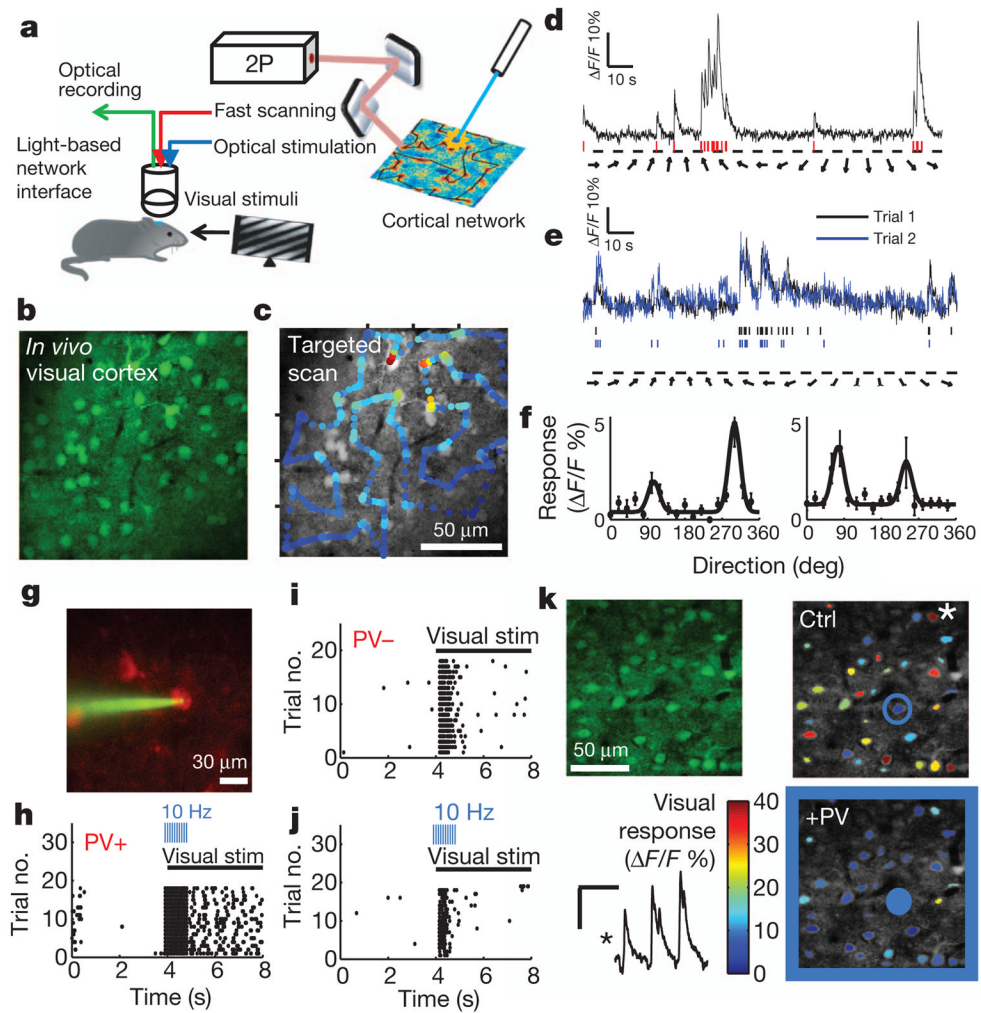 a
2P
Optical
recording
Fast scanning
Optical stimulation
Light-based
network
interface
Visual stimuli
Cortical network
b
In vivo
visual cortex
c
Targeted
scan
50 μm
d
ΔF/F 10%
10 s
e
ΔF/F 10%
10 s
Trial 1
Trial 2
f
Response
(ΔF/F %)
5
0
0 90 180 270 360
5
0
0 90 180 270 360
Direction (deg)
g
30 μm
h
10 Hz
PV+
Visual stim
Trial no.
30
20
10
0
0 2 4 6 8
Time (s)
i
PV–
Visual stim
Trial no.
20
10
0
0 2 4 6 8
j
10 Hz
Visual stim
Trial no.
30
20
10
0
0 2 4 6 8
Time (s)
k
50 μm
Ctrl
*
Visual
response
(ΔF/F %)
40
30
20
10
0
*
+PV